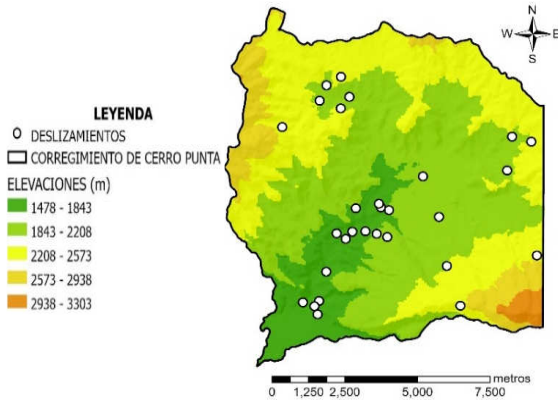 N
W E
S
LEYENDA
DESLIZAMIENTOS
CORREGIMIENTO DE CERRO PUNTA
ELEVACIONES (m)
1478 - 1843
1843 - 2208
2208 - 2573
2573 - 2938
2938 - 3303
metros
0 1,250 2,500 5,000 7,500